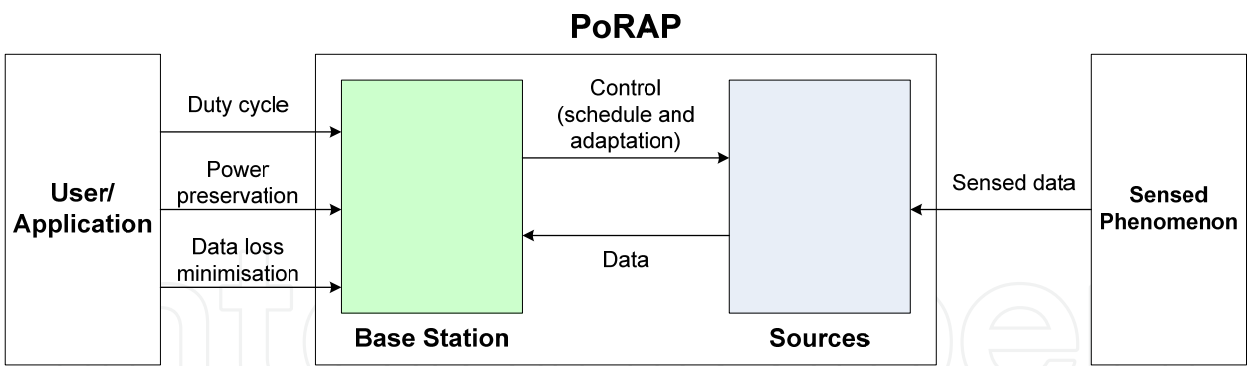 PoRAP
User/
Application
Duty cycle
Power
preservation
Data loss
minimisation
Base Station
Control
(schedule and
adaptation)
Data
Sources
Sensed data
Sensed
Phenomenon